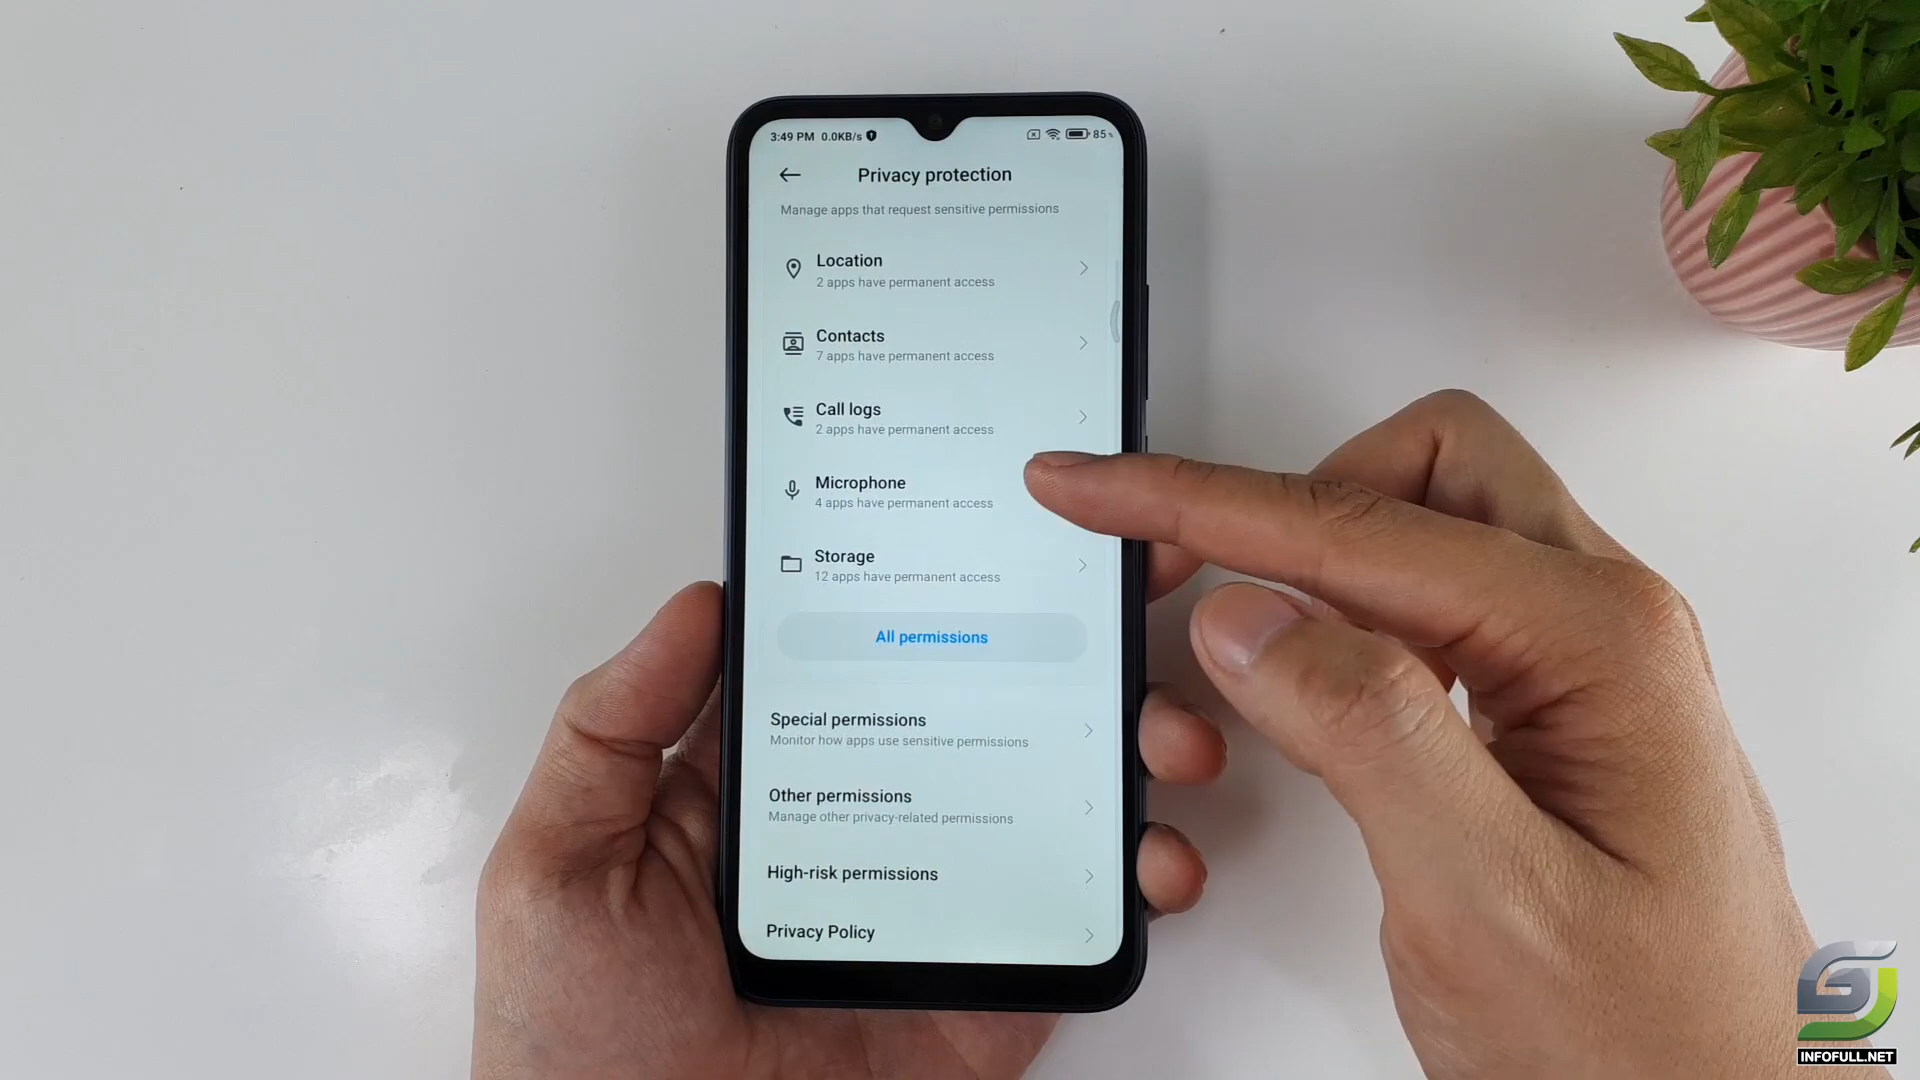 3:49 PM 0.0KB/s 85%
Privacy protection
Manage apps that request sensitive permissions
Location
2 apps have permanent access
Contacts
7 apps have permanent access
Call logs
2 apps have permanent access
Microphone
4 apps have permanent access
Storage
12 apps have permanent access
All permissions
Special permissions
Monitor how apps use sensitive permissions
Other permissions
Manage other privacy-related permissions
High-risk permissions
Privacy Policy
INFOFULL.NET